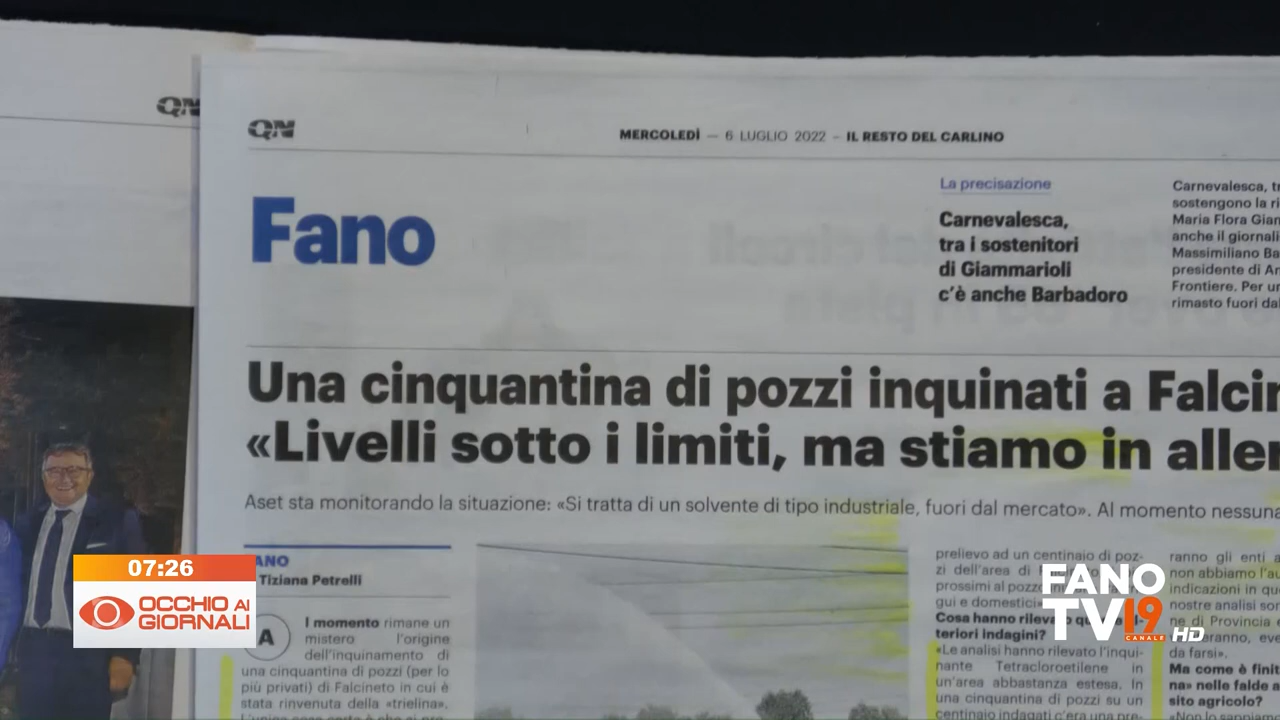 QN
QN
MERCOLEDÌ — 6 LUGLIO 2022 – IL RESTO DEL CARLINO
Fano
La precisazione
Carnevalesca,
tra i sostenitori
di Giammarioli
c'è anche Barbadoro
Carnevalesca, tr
sostengono la ri
Maria Flora Gian
anche il giornali
Massimiliano Ba
presidente di An
Frontiere. Per un
rimasto fuori dal
Una cinquantina di pozzi inquinati a Falcin
«Livelli sotto i limiti, ma stiamo in aller
Aset sta monitorando la situazione: «Si tratta di un solvente di tipo industriale, fuori dal mercato». Al momento nessuna
ANO
Tiziana Petrelli
A
l momento rimane un
mistero l'origine
dell'inquinamento di
una cinquantina di pozzi (per lo
più privati) di Falcineto in cui è
stata rinvenuta della «trielina».
prelievo ad un centinaio di poz-
zi dell'area di
prossimi al pozzo
gui e domestici
Cosa hanno
teriori indagini?
«Le analisi hanno rilevato l'inqui-
nante Tetracloroetilene in
un'area abbastanza estesa. In
una cinquantina di pozzi su un
centinaio indagati c'era una pre-
ranno gli enti a
non abbiamo l'au
indicazioni in que
nostre analisi son
ne di Provincia e
eranno, eve
da farsi».
Ma come è finit
na» nelle falde a
sito agricolo?
07:26
OCCHIO AI
GIORNALI
FANO
TV19
CANALE HD